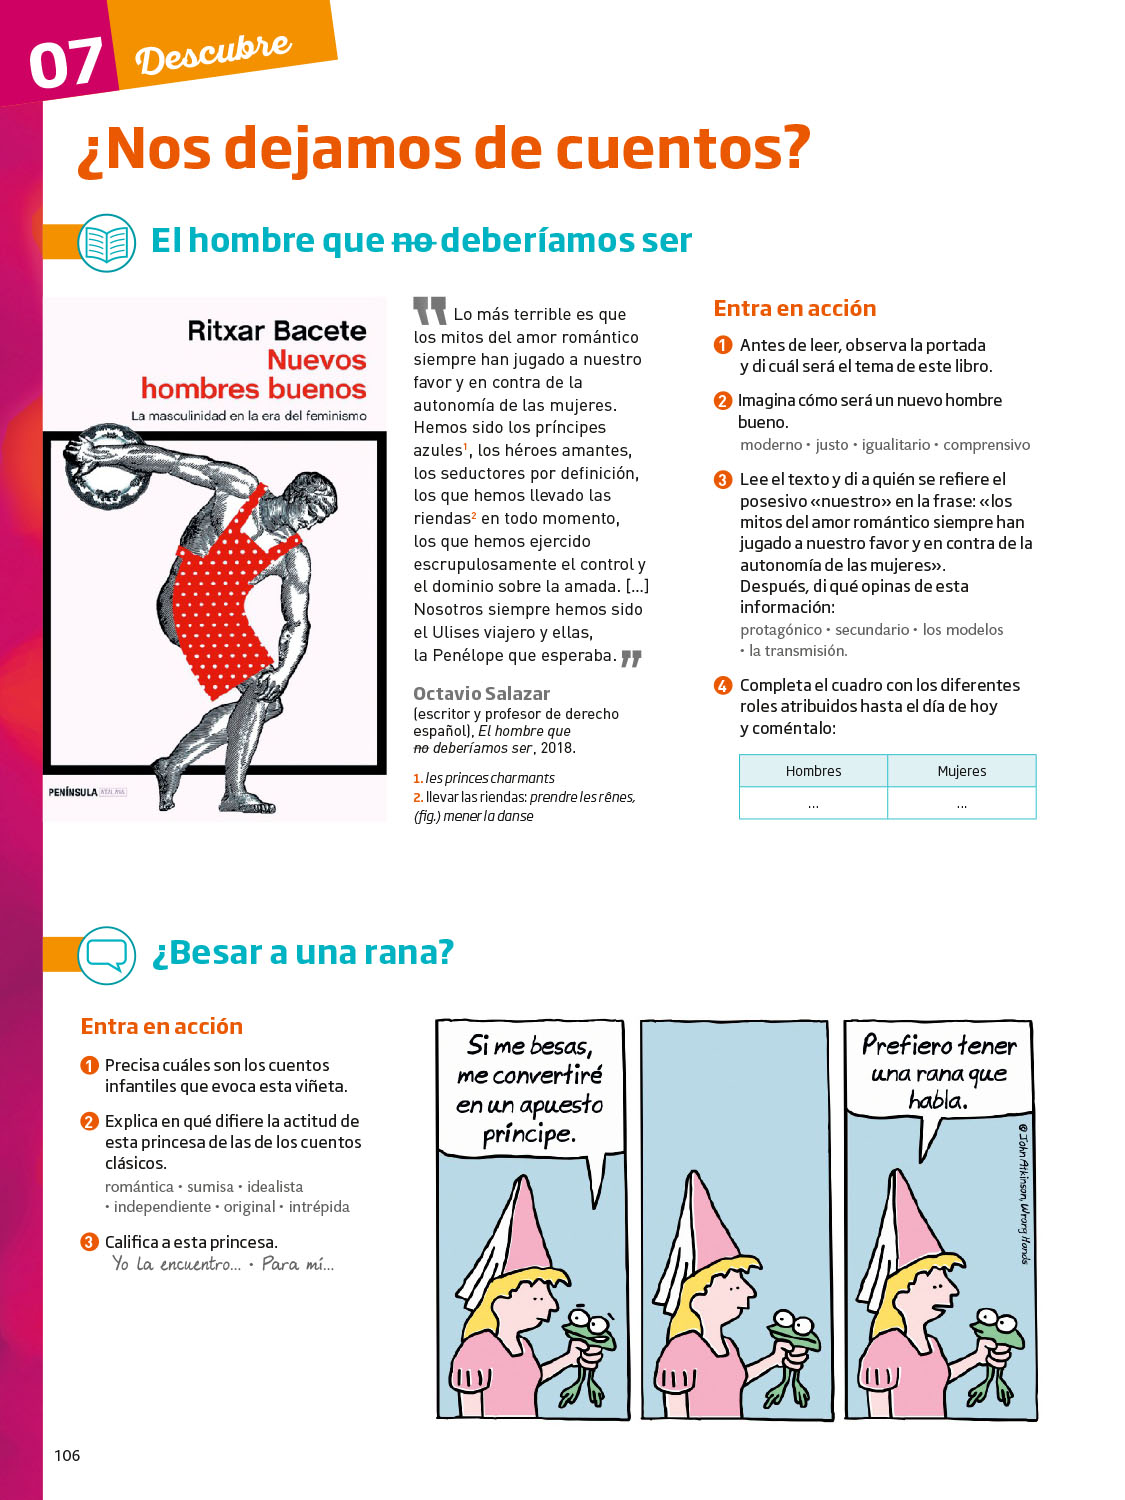 07 Descubre
¿Nos dejamos de cuentos?
El hombre que no deberíamos ser
Ritxar Bacete
Nuevos
hombres buenos
La masculinidad en la era del feminismo
PENÍNSULA
" Lo más terrible es que
los mitos del amor romántico
siempre han jugado a nuestro
favor y en contra de la
autonomía de las mujeres.
Hemos sido los príncipes
azules1, los héroes amantes,
los seductores por definición,
los que hemos llevado las
riendas2 en todo momento,
los que hemos ejercido
escrupulosamente el control y
el dominio sobre la amada. [...]
Nosotros siempre hemos sido
el Ulises viajero y ellas,
la Penélope que esperaba. "
Octavio Salazar
(escritor y profesor de derecho
español), El hombre que
no deberíamos ser, 2018.
1. les princes charmants
2. llevar las riendas: prendre les rênes,
(fig.) mener la danse
Entra en acción
1 Antes de leer, observa la portada
y di cuál será el tema de este libro.
2 Imagina cómo será un nuevo hombre
bueno.
moderno • justo • igualitario • comprensivo
3 Lee el texto y di a quién se refiere el
posesivo «nuestro» en la frase: «los
mitos del amor romántico siempre han
jugado a nuestro favor y en contra de la
autonomía de las mujeres».
Después, di qué opinas de esta
información:
protagónico • secundario • los modelos
• la transmisión.
4 Completa el cuadro con los diferentes
roles atribuidos hasta el día de hoy
y coméntalo:
Hombres Mujeres
... ...
¿Besar a una rana?
Entra en acción
1 Precisa cuáles son los cuentos
infantiles que evoca esta viñeta.
2 Explica en qué difiere la actitud de
esta princesa de las de los cuentos
clásicos.
romántica • sumisa • idealista
• independiente • original • intrépida
3 Califica a esta princesa.
Yo la encuentro... • Para mí...
Si me besas,
me convertiré
en un apuesto
príncipe.
Prefiero tener
una rana que
habla.
© John Atkinson, Wrong Hands
106